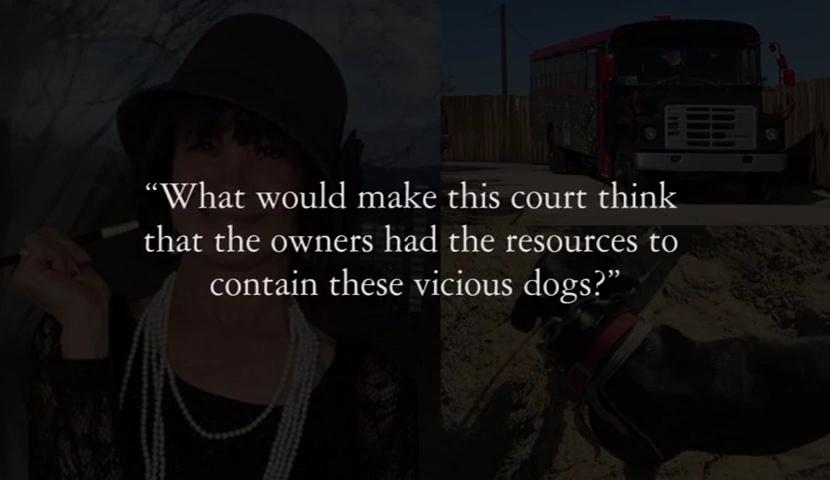 “What would make this court think
that the owners had the resources to
contain these vicious dogs?”